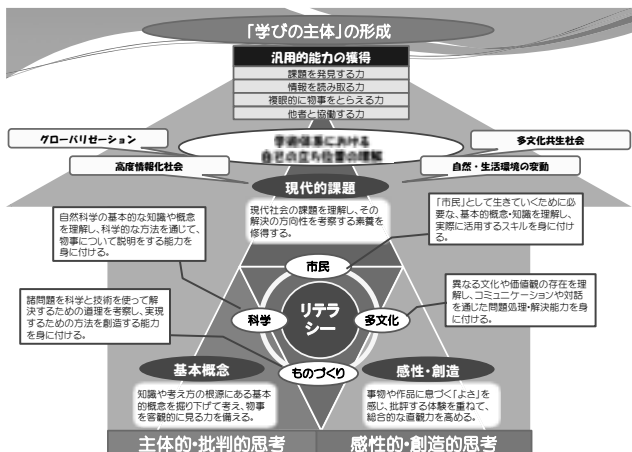 「学びの主体」の形成
汎用的能力の獲得
課題を発見する力
情報を読み取る力
複眼的に物事をとらえる力
他者と協働する力
グローバリゼーション
多文化共生社会
学術体系における
自己の立ち位置の理解
高度情報化社会
自然・生活環境の変動
現代的課題
現代社会の課題を理解し、その
解決の方向性を考察する素養を
修得する。
自然科学の基本的な知識や概念
を理解し、科学的な方法を通じて、
物事について説明をする能力を
身に付ける。
「市民」として生きていくために必
要な、基本的概念・知識を理解し、
実際に活用するスキルを身に付け
る。
市民
諸問題を科学と技術を使って解
決するための道理を考察し、実現
するための方法を創造する能力
を身に付ける。
科学
リテラ
シー
多文化
異なる文化や価値観の存在を理
解し、コミュニケーションや対話
を通じた問題処理・解決能力を身
に付ける。
ものづくり
基本概念
知識や考え方の根源にある基本
的概念を掘り下げて考え、物事
を客観的に見る力を備える。
感性・創造
事物や作品に息づく「よさ」を
感じ、批評する体験を重ねて、
総合的な直観力を高める。
主体的・批判的思考
感性的・創造的思考